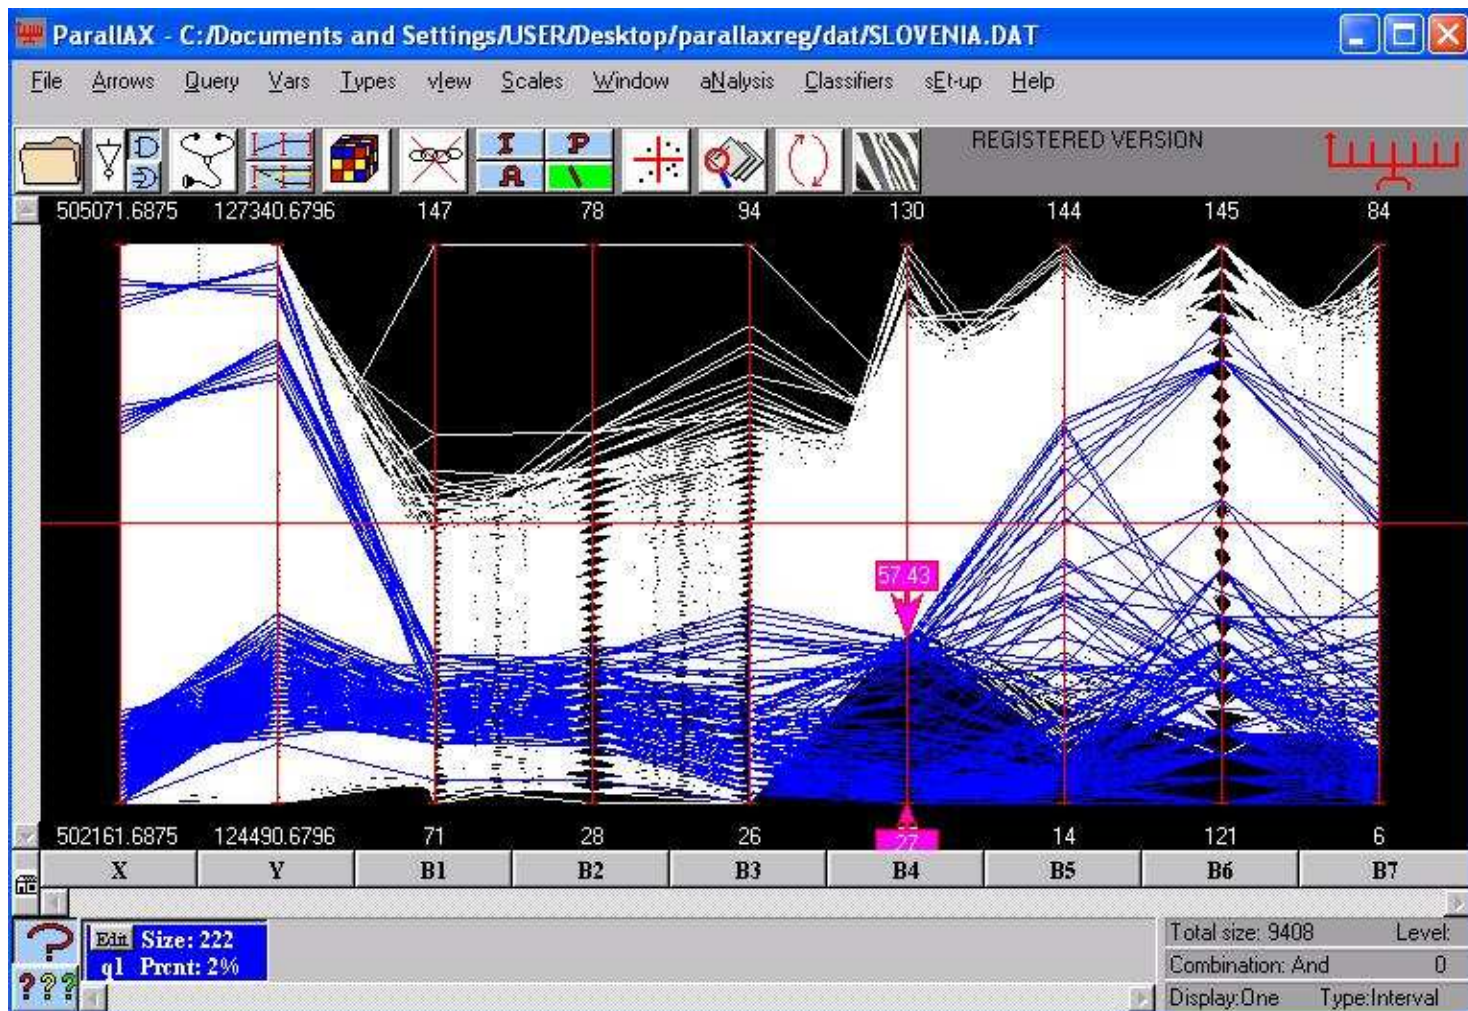 ParallAX - C:/Documents and Settings/USER/Desktop/parallaxreg/dat/SLOVENIA.DAT
File Arrows Query Vars Types vIew Scales Window aNalysis Classifiers sEt-up Help
I P
A \
REGISTERED VERSION
505071.6875 127340.6796 147 78 94 130 144 145 84
57.43
502161.6875 124490.6796 71 28 26 27 14 121 6
X Y B1 B2 B3 B4 B5 B6 B7
? Edit Size: 222
q1 Prcnt: 2%
???
Total size: 9408 Level:
Combination: And 0
Display:One Type:Interval